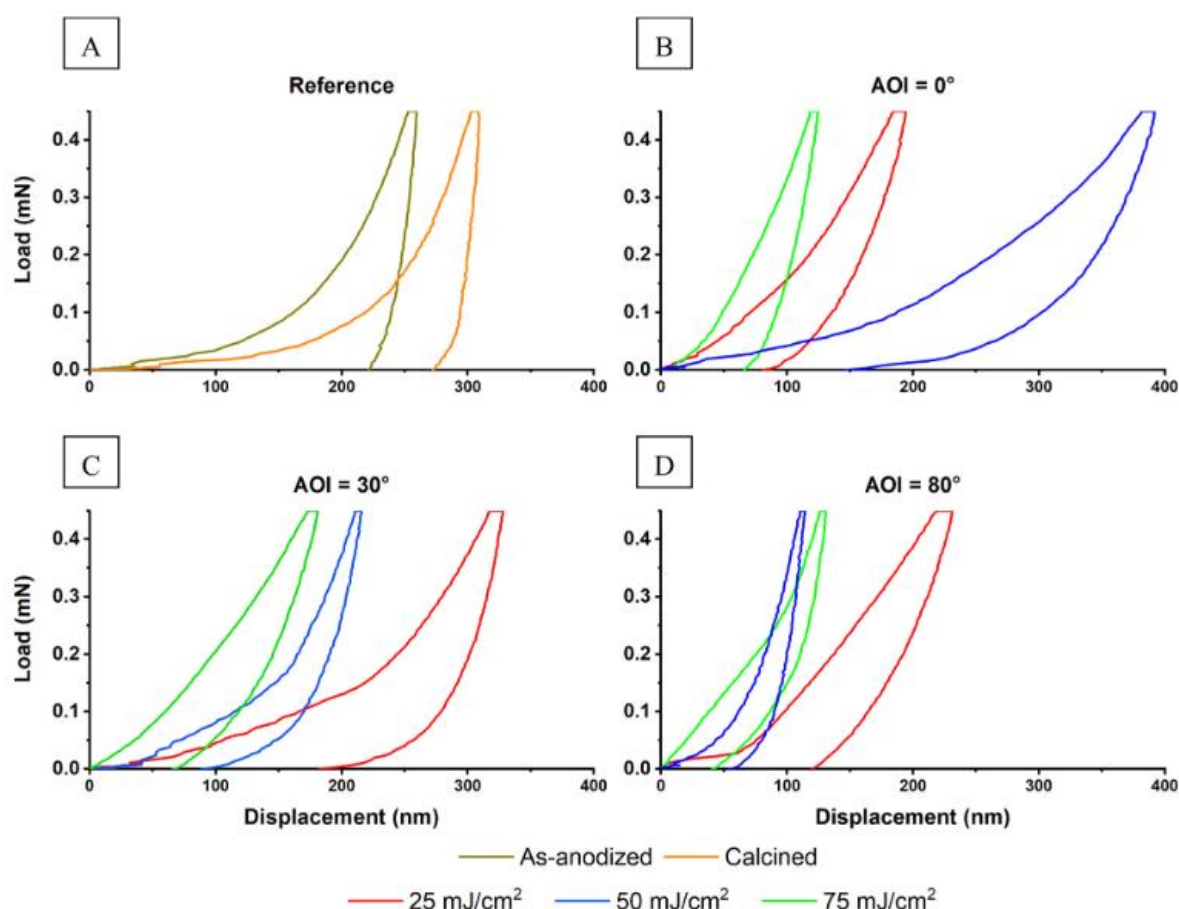 A
Reference
Load (mN)
0.4
0.3
0.2
0.1
0.0
0
100
200
300
400
B
AOI = 0°
0.4
0.3
0.2
0.1
0.0
0
100
200
300
400
C
AOI = 30°
Load (mN)
0.4
0.3
0.2
0.1
0.0
0
100
200
300
400
Displacement (nm)
D
AOI = 80°
0.4
0.3
0.2
0.1
0.0
0
100
200
300
400
Displacement (nm)
As-anodized
Calcined
25 mJ/cm²
50 mJ/cm²
75 mJ/cm²